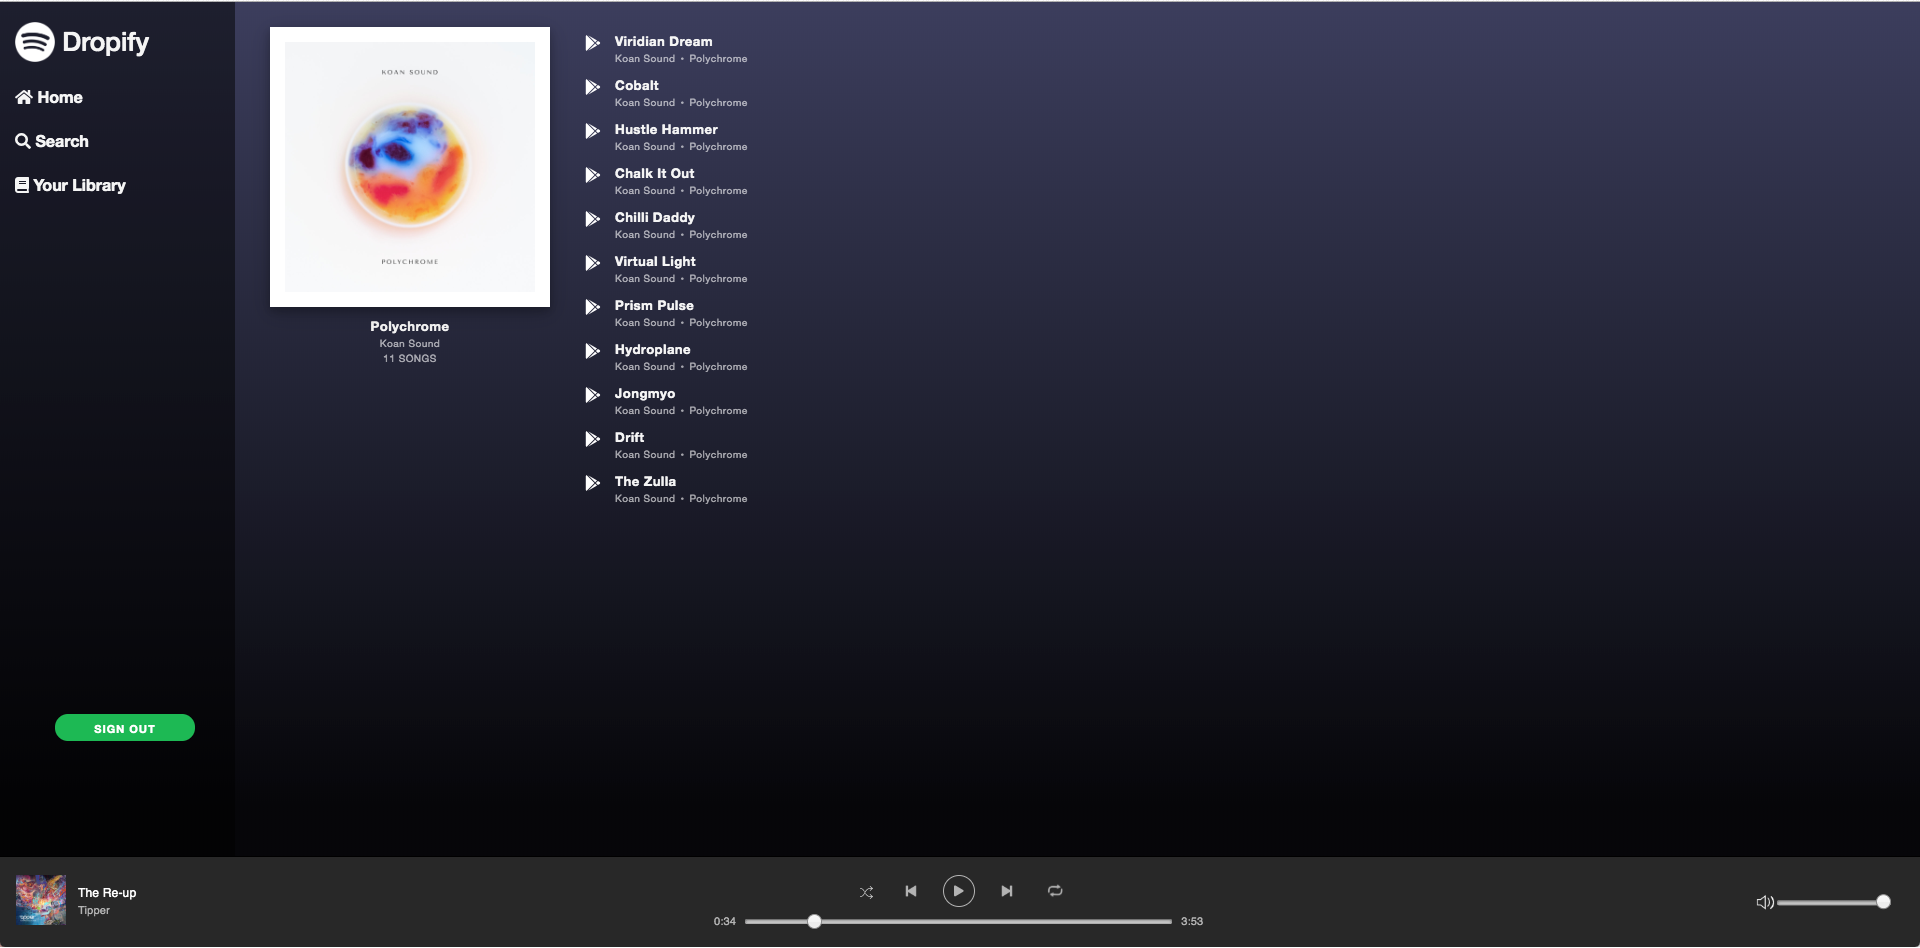 Dropify
Home
Search
Your Library
SIGN OUT
KOAN SOUND
POLYCHROME
Polychrome
Koan Sound
11 SONGS
Viridian Dream
Koan Sound • Polychrome
Cobalt
Koan Sound • Polychrome
Hustle Hammer
Koan Sound • Polychrome
Chalk It Out
Koan Sound • Polychrome
Chilli Daddy
Koan Sound • Polychrome
Virtual Light
Koan Sound • Polychrome
Prism Pulse
Koan Sound • Polychrome
Hydroplane
Koan Sound • Polychrome
Jongmyo
Koan Sound • Polychrome
Drift
Koan Sound • Polychrome
The Zulla
Koan Sound • Polychrome
The Re-up
Tipper
0:34
3:53